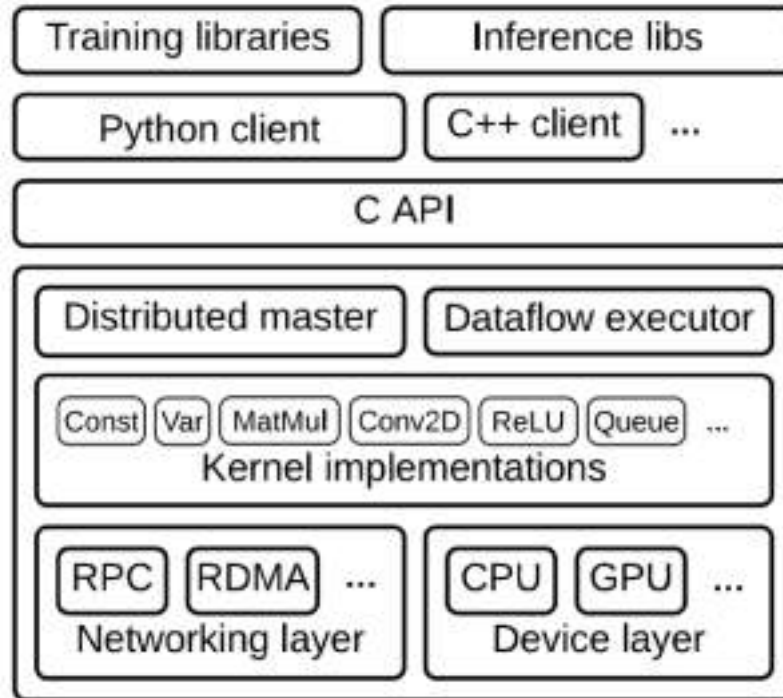 Training libraries Inference libs
Python client C++ client ...
C API
Distributed master Dataflow executor
Const Var MatMul Conv2D ReLU Queue ...
Kernel implementations
RPC RDMA ... CPU GPU ...
Networking layer Device layer